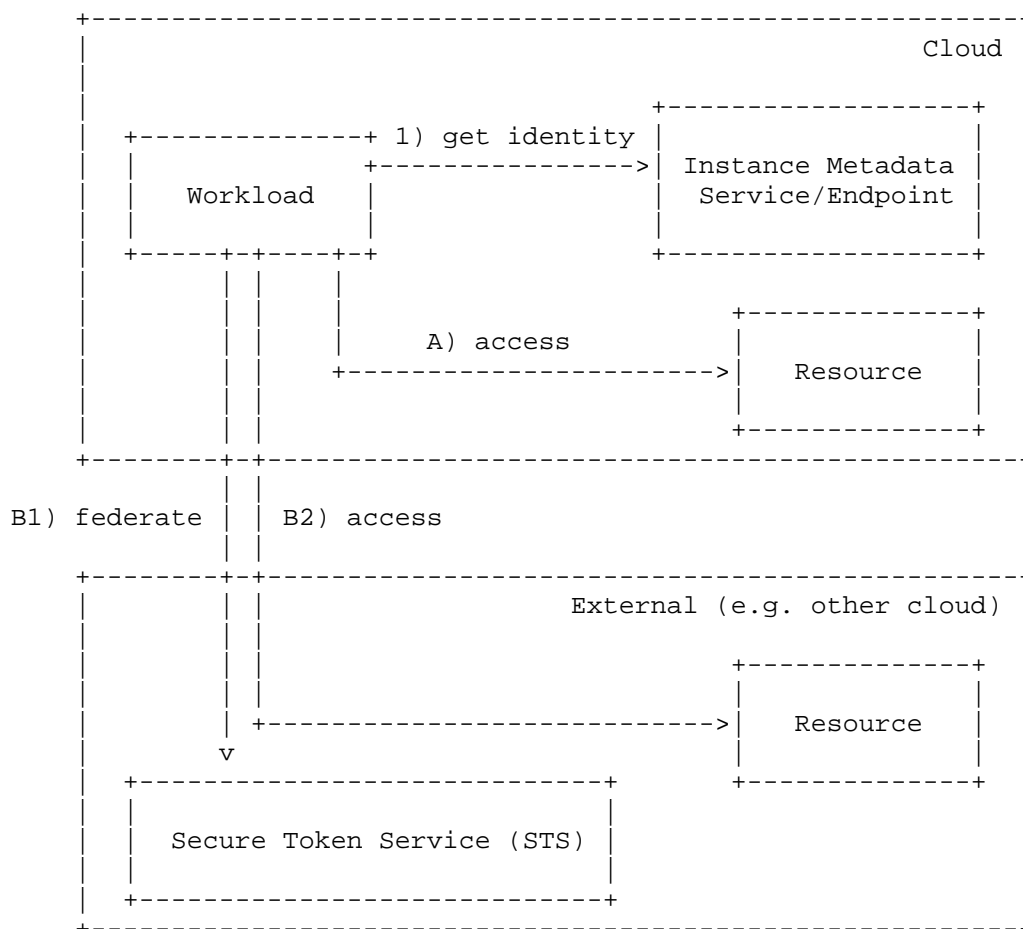 Cloud
1) get identity
Instance Metadata
Workload
Service/Endpoint
A) access
Resource
B1) federate
B2) access
External (e.g. other cloud)
Resource
Secure Token Service (STS)